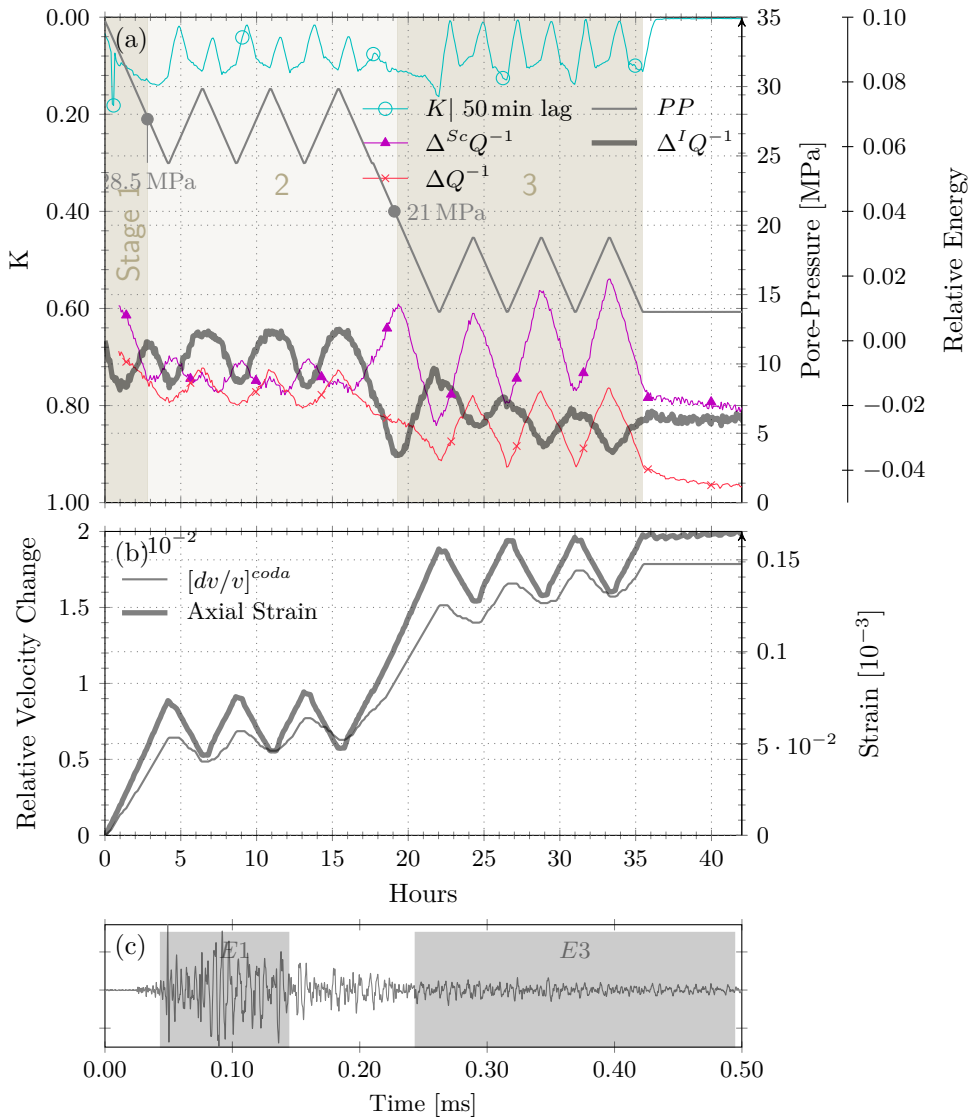 (a)
0.00
0.20
0.40
0.60
0.80
1.00
K
35
30
25
20
15
10
5
0
Pore-Pressure [MPa]
0.10
0.08
0.06
0.04
0.02
0.00
−0.02
−0.04
Relative Energy
K| 50 min lag
Δ^{Sc}Q^{−1}
ΔQ^{−1}
PP
Δ^{I}Q^{−1}
28.5 MPa
21 MPa
Stage 1
2
3
(b)
·10^{−2}
[dv/v]^{coda}
Axial Strain
2
1.5
1
0.5
0
Relative Velocity Change
0.15
0.1
5 · 10^{−2}
0
Strain [10^{−3}]
0 5 10 15 20 25 30 35 40
Hours
(c)
E1
E3
0.00 0.10 0.20 0.30 0.40 0.50
Time [ms]